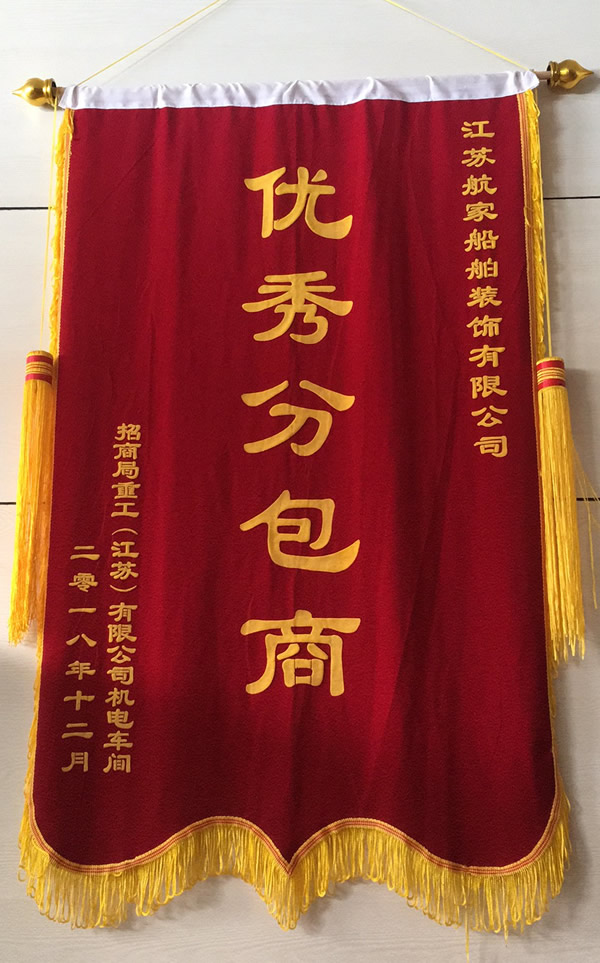 江苏航家船舶装饰有限公司
优秀分包商
招商局重工（江苏）有限公司机电车间
二零一八年十二月